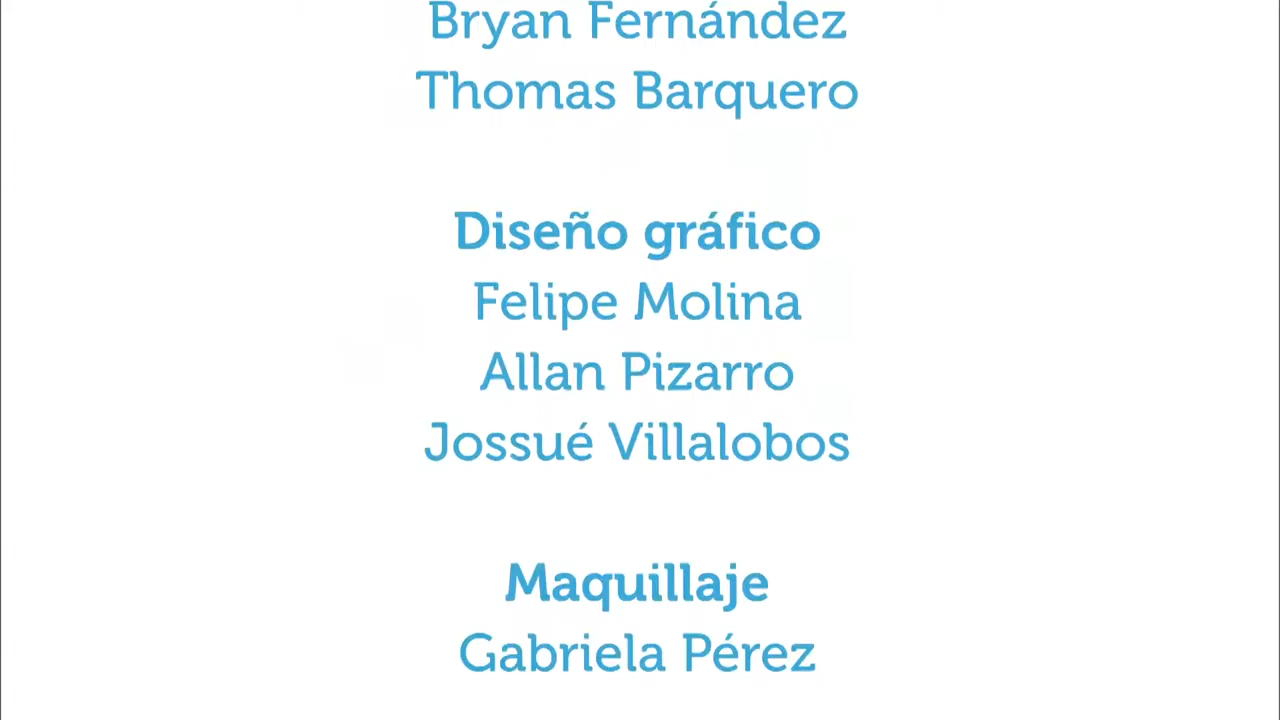 Bryan Fernández
Thomas Barquero
Diseño gráfico
Felipe Molina
Allan Pizarro
Jossué Villalobos
Maquillaje
Gabriela Pérez